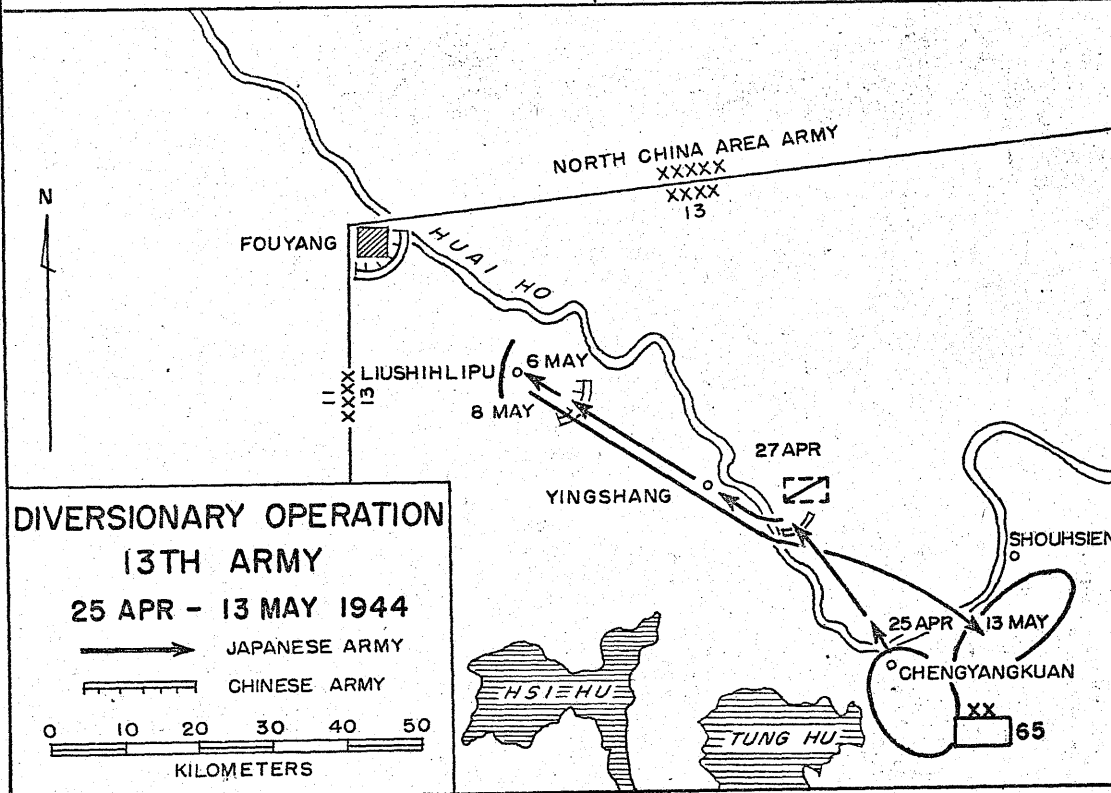 NORTH CHINA AREA ARMY
XXXXX
XXXX
13
N
FOUYANG
HUAI HO
LIUSHIHLIPU
6 MAY
8 MAY
11
XXXX
13
27 APR
YINGSHANG
SHOUHSIEN
25 APR
13 MAY
CHENGYANGKUAN
XX
65
HSIEHU
TUNG HU
DIVERSIONARY OPERATION
13TH ARMY
25 APR - 13 MAY 1944
JAPANESE ARMY
CHINESE ARMY
0 10 20 30 40 50
KILOMETERS